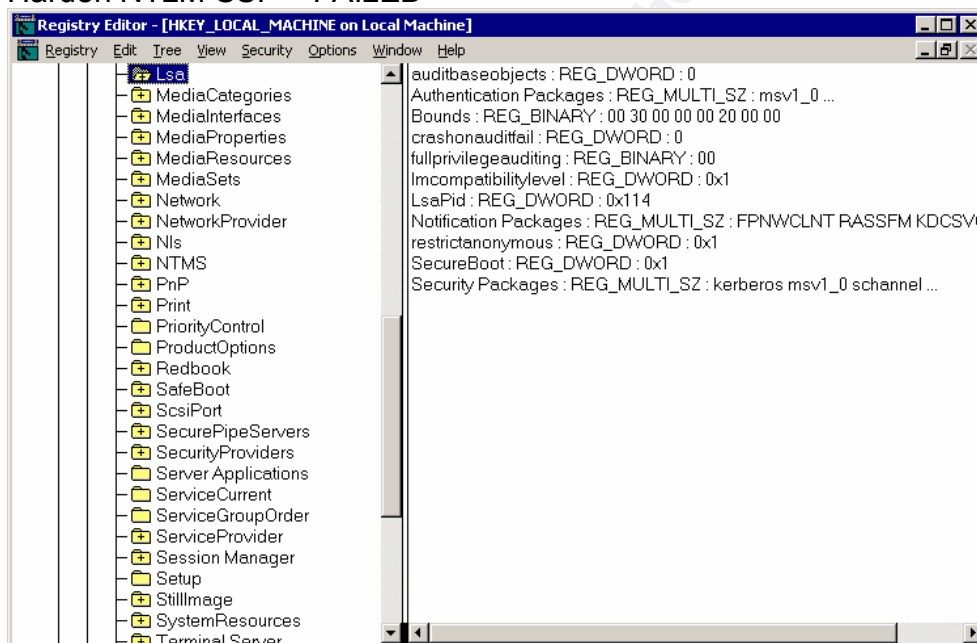 Registry Editor - [HKEY_LOCAL_MACHINE on Local Machine]
Registry Edit Tree View Security Options Window Help
Lsa
MediaCategories
MediaInterfaces
MediaProperties
MediaResources
MediaSets
Network
NetworkProvider
Nls
NTMS
PnP
Print
PriorityControl
ProductOptions
Redbook
SafeBoot
ScsiPort
SecurePipeServers
SecurityProviders
Server Applications
ServiceCurrent
ServiceGroupOrder
ServiceProvider
Session Manager
Setup
StillImage
SystemResources
Terminal Server
auditbaseobjects : REG_DWORD : 0
Authentication Packages : REG_MULTI_SZ : msv1_0 ...
Bounds : REG_BINARY : 00 30 00 00 00 20 00 00
crashonauditfail : REG_DWORD : 0
fullprivilegeauditing : REG_BINARY : 00
lmcompatibilitylevel : REG_DWORD : 0x1
LsaPid : REG_DWORD : 0x114
Notification Packages : REG_MULTI_SZ : FPNWCLNT RASSFM KDCSV
restrictanonymous : REG_DWORD : 0x1
SecureBoot : REG_DWORD : 0x1
Security Packages : REG_MULTI_SZ : kerberos msv1_0 schannel ...